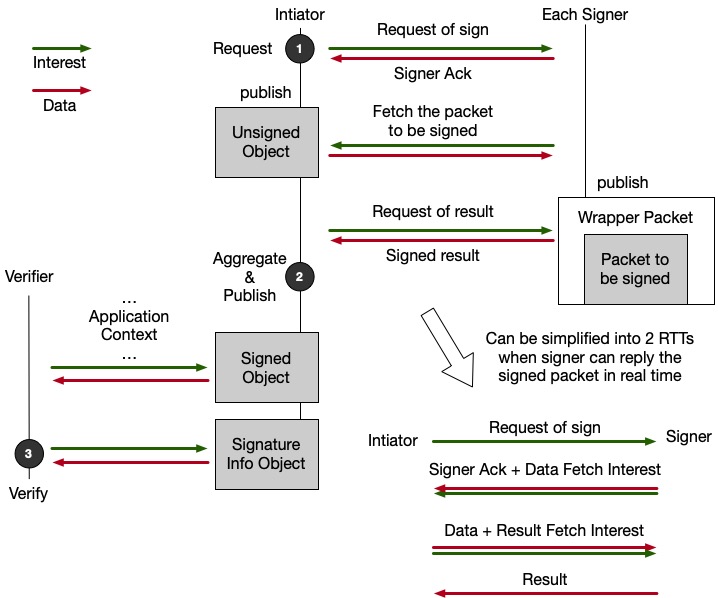 Intiator
Each Signer
Interest
Data
Request
1
Request of sign
Signer Ack
publish
Unsigned
Object
Fetch the packet
to be signed
publish
Wrapper Packet
Packet to
be signed
Request of result
Signed result
Aggregate
&
Publish
2
Verifier
...
Application
Context
...
Signed
Object
Signature
Info Object
3
Verify
Can be simplified into 2 RTTs
when signer can reply the
signed packet in real time
Intiator
Request of sign
Signer
Signer Ack + Data Fetch Interest
Data + Result Fetch Interest
Result